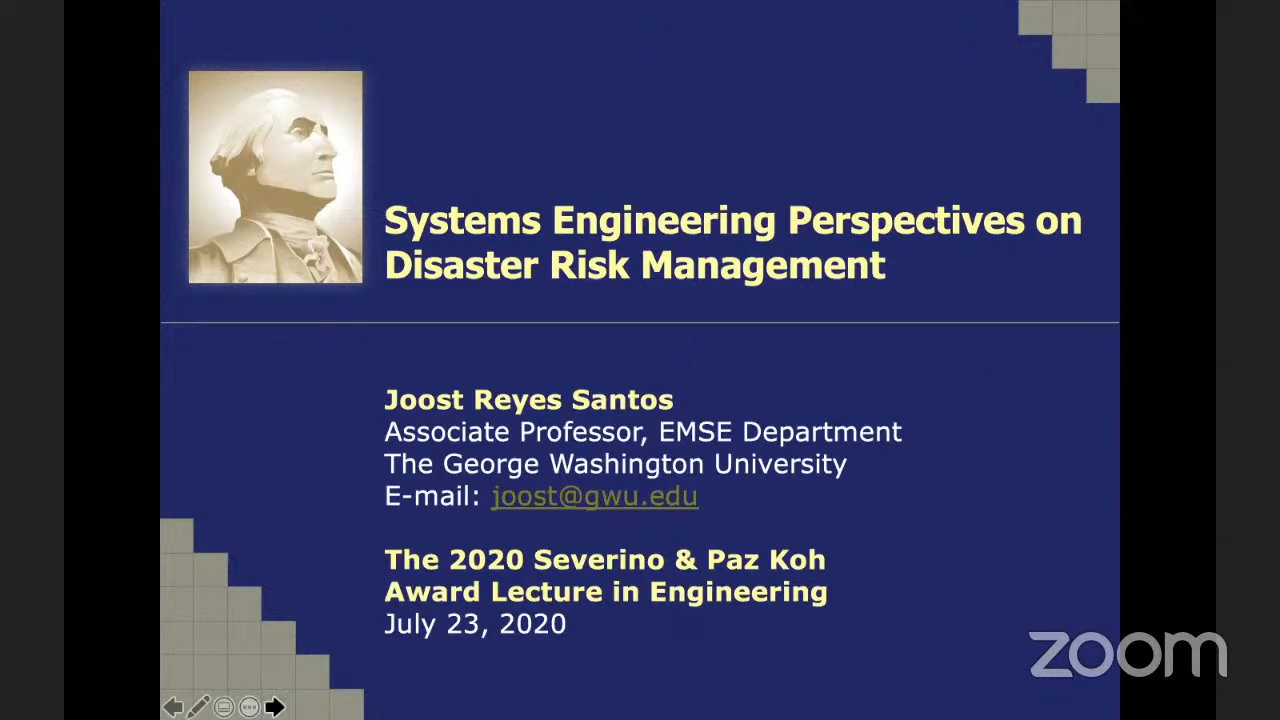 Systems Engineering Perspectives on
Disaster Risk Management
Joost Reyes Santos
Associate Professor, EMSE Department
The George Washington University
E-mail: joost@gwu.edu
The 2020 Severino & Paz Koh
Award Lecture in Engineering
July 23, 2020
zoom